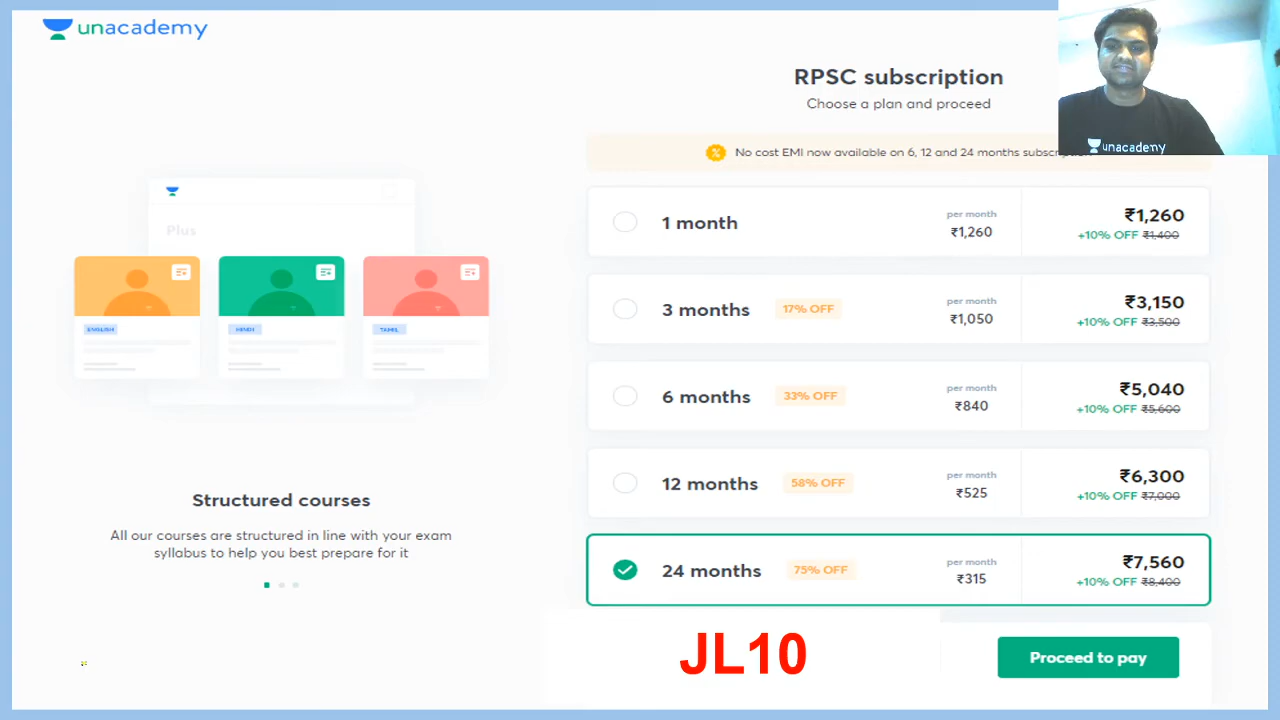 unacademy
RPSC subscription
Choose a plan and proceed
unacademy
No cost EMI now available on 6, 12 and 24 months
Plus
ENGLISH
HINDI
TAMIL
1 month
per month
₹1,260
₹1,260
+10% OFF ₹1,400
3 months
17% OFF
per month
₹1,050
₹3,150
+10% OFF ₹3,500
6 months
33% OFF
per month
₹840
₹5,040
+10% OFF ₹5,600
12 months
58% OFF
per month
₹525
₹6,300
+10% OFF ₹7,000
24 months
75% OFF
per month
₹315
₹7,560
+10% OFF ₹8,400
Structured courses
All our courses are structured in line with your exam
syllabus to help you best prepare for it
JL10
Proceed to pay